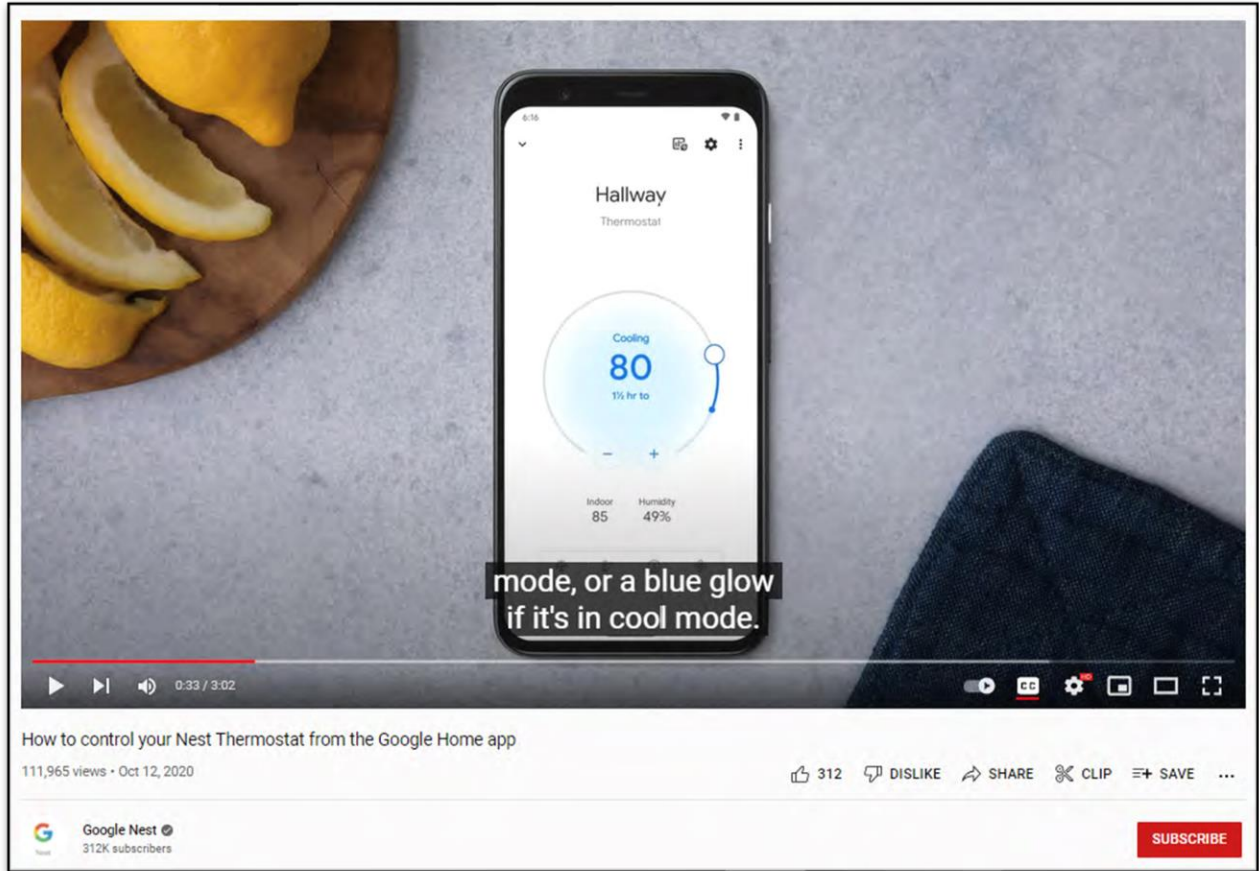 6:16
Hallway
Thermostat
Cooling
80
1½ hr to
− +
Indoor Humidity
85 49%
mode, or a blue glow
if it's in cool mode.
0:33 / 3:02
CC HD
How to control your Nest Thermostat from the Google Home app
111,965 views • Oct 12, 2020
312 DISLIKE SHARE CLIP SAVE ...
Google Nest
312K subscribers
SUBSCRIBE